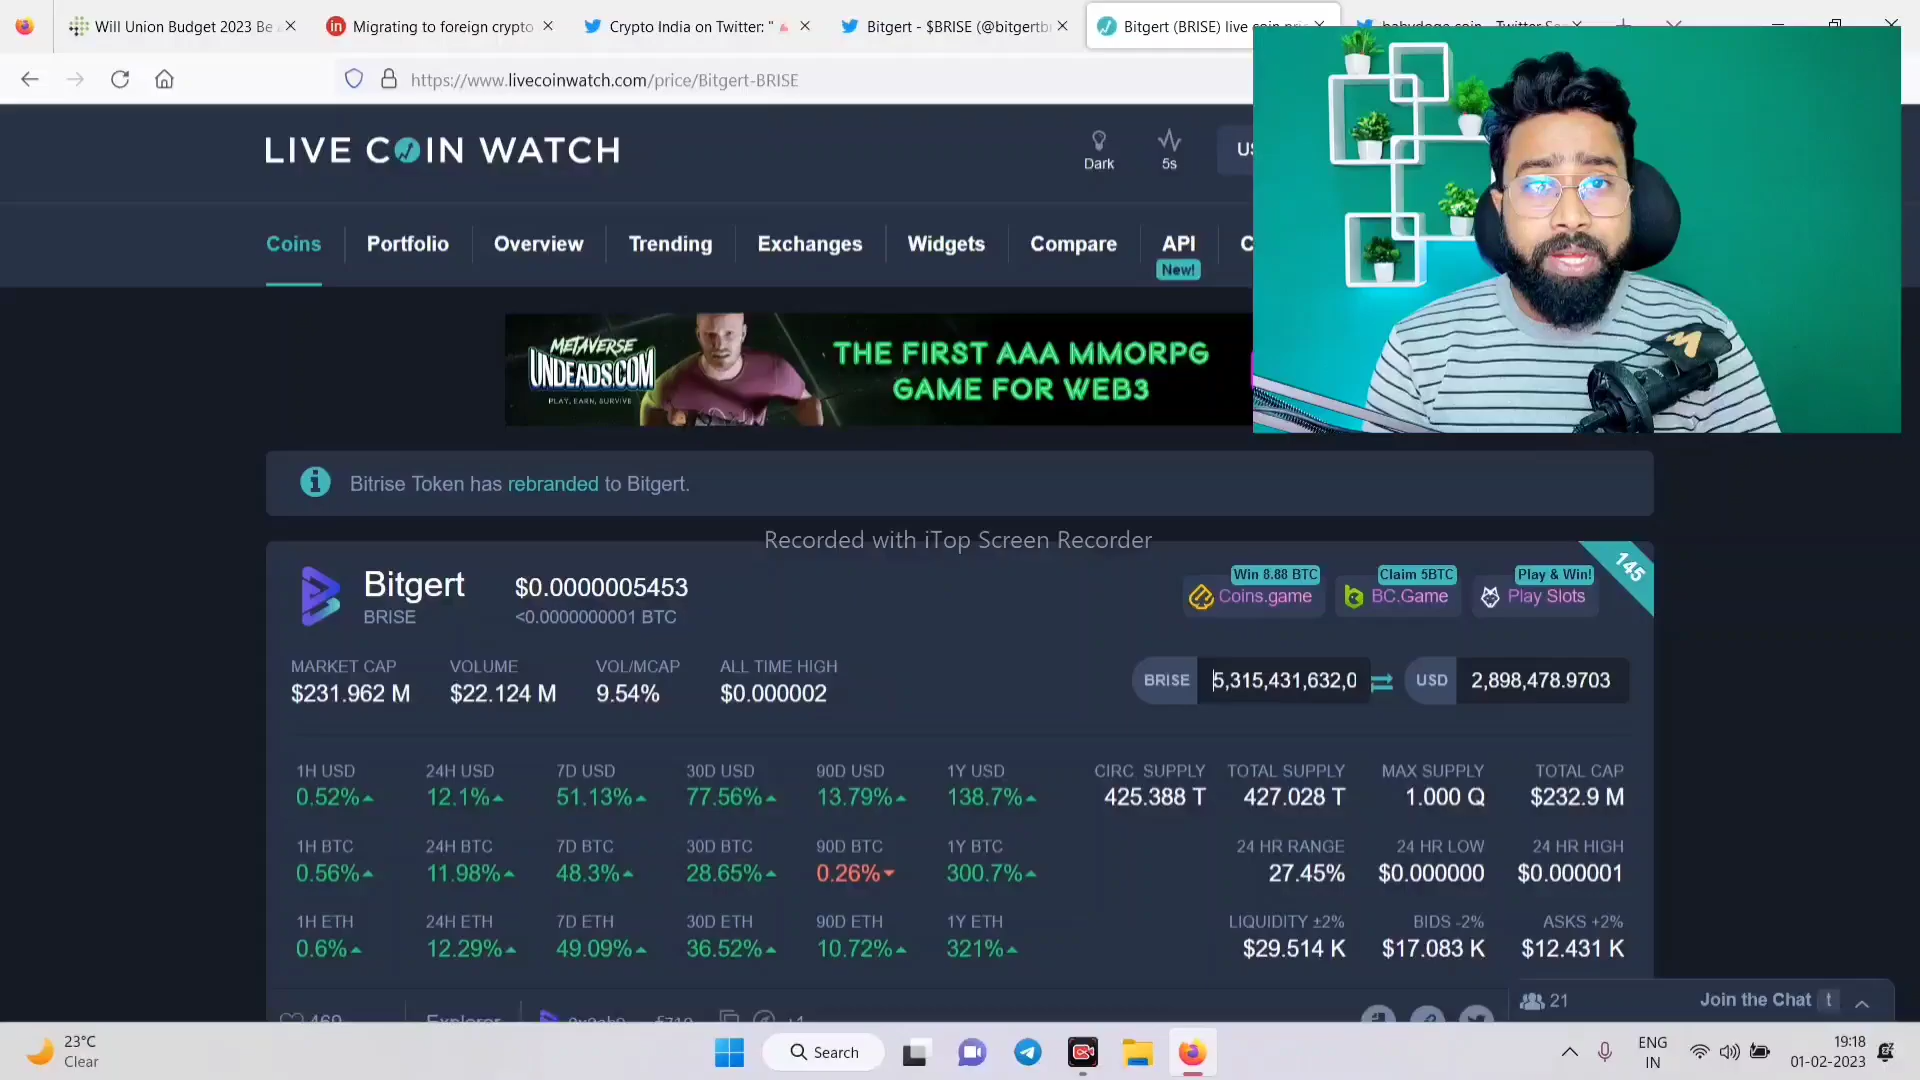 Will Union Budget 2023 Be
Migrating to foreign crypto
Crypto India on Twitter: "
Bitgert - $BRISE (@bitgertb
Bitgert (BRISE) live coin pri
babydoge coin - Twitter Se
https://www.livecoinwatch.com/price/Bitgert-BRISE
LIVE COIN WATCH
Dark
5s
US
Coins
Portfolio
Overview
Trending
Exchanges
Widgets
Compare
API
New!
C
METAVERSE
UNDEADS.COM
PLAY, EARN, SURVIVE
THE FIRST AAA MMORPG
GAME FOR WEB3
Bitrise Token has rebranded to Bitgert.
Recorded with iTop Screen Recorder
145
Bitgert
BRISE
$0.0000005453
<0.0000000001 BTC
Win 8.88 BTC
Coins.game
Claim 5BTC
BC.Game
Play & Win!
Play Slots
MARKET CAP
$231.962 M
VOLUME
$22.124 M
VOL/MCAP
9.54%
ALL TIME HIGH
$0.000002
BRISE
5,315,431,632,0
USD
2,898,478.9703
1H USD 24H USD 7D USD 30D USD 90D USD 1Y USD CIRC SUPPLY TOTAL SUPPLY MAX SUPPLY TOTAL CAP
0.52% 12.1% 51.13% 77.56% 13.79% 138.7% 425.388 T 427.028 T 1.000 Q $232.9 M
1H BTC 24H BTC 7D BTC 30D BTC 90D BTC 1Y BTC 24 HR RANGE 24 HR LOW 24 HR HIGH
0.56% 11.98% 48.3% 28.65% 0.26% 300.7% 27.45% $0.000000 $0.000001
1H ETH 24H ETH 7D ETH 30D ETH 90D ETH 1Y ETH LIQUIDITY ±2% BIDS -2% ASKS +2%
0.6% 12.29% 49.09% 36.52% 10.72% 321% $29.514 K $17.083 K $12.431 K
469
Explorer
+1
21
Join the Chat
t
23°C
Clear
Search
ENG
IN
19:18
01-02-2023